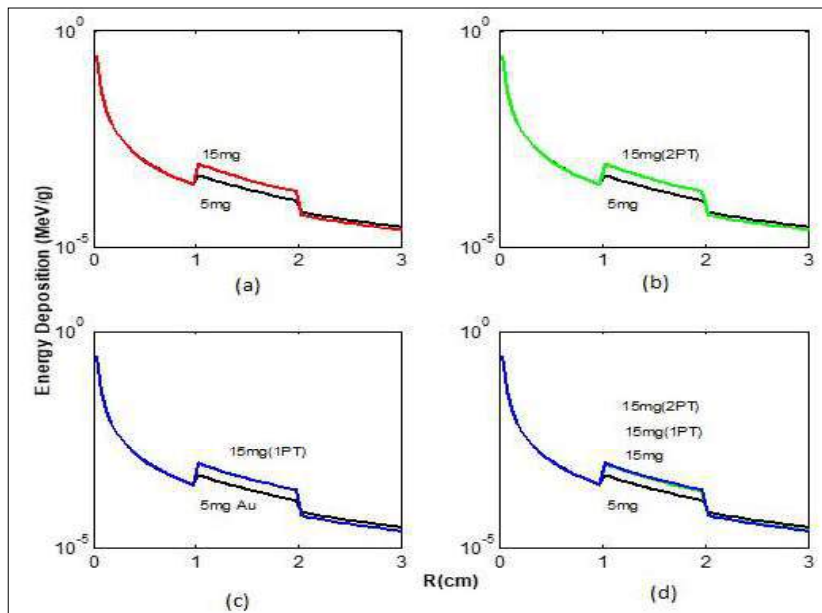 Energy Deposition (MeV/g)
10^0
15mg
5mg
10^-5
0 1 2 3
(a)
10^0
15mg(2PT)
5mg
10^-5
0 1 2 3
(b)
10^0
15mg(1PT)
5mg Au
10^-5
0 1 2 3
(c)
10^0
15mg(2PT)
15mg(1PT)
15mg
5mg
10^-5
0 1 2 3
R(cm)
(d)